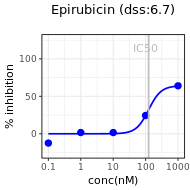 Epirubicin (dss:6.7)
IC50
% inhibition
100
50
0
0.1 1 10 100 1000
conc(nM)